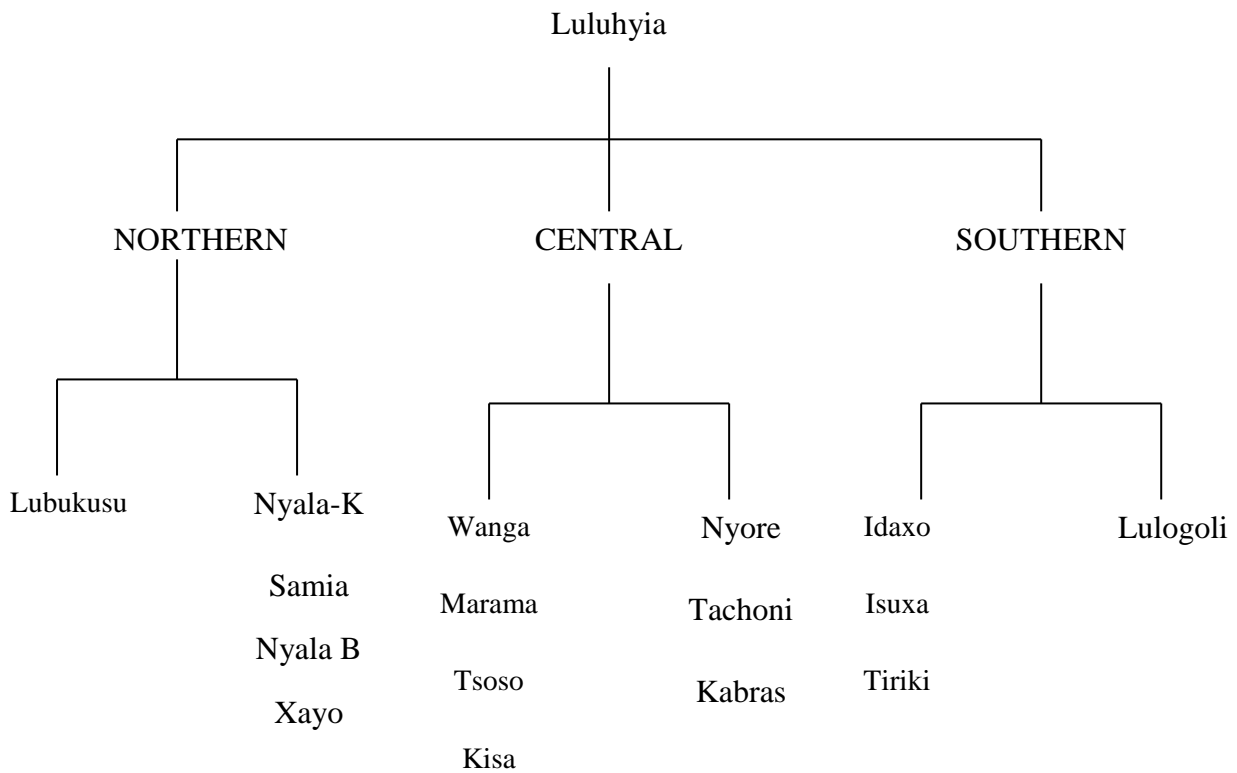 Luluhyia
NORTHERN CENTRAL SOUTHERN
Lubukusu Nyala-K Wanga Nyore Idaxo Lulogoli
Samia Marama Tachoni Isuxa
Nyala B Tsoso Kabras Tiriki
Xayo Kisa